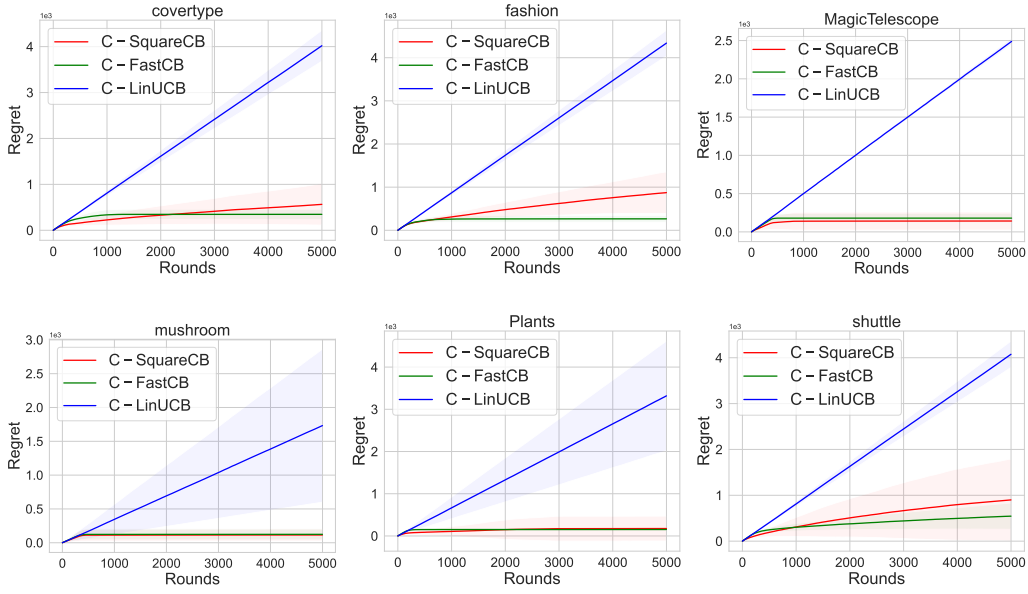 covertype
1e3
C − SquareCB
C − FastCB
C − LinUCB
Regret
4
3
2
1
0
0 1000 2000 3000 4000 5000
Rounds
fashion
1e3
C − SquareCB
C − FastCB
C − LinUCB
Regret
4
3
2
1
0
0 1000 2000 3000 4000 5000
Rounds
MagicTelescope
1e3
C − SquareCB
C − FastCB
C − LinUCB
Regret
2.5
2.0
1.5
1.0
0.5
0.0
0 1000 2000 3000 4000 5000
Rounds
mushroom
1e3
C − SquareCB
C − FastCB
C − LinUCB
Regret
3.0
2.5
2.0
1.5
1.0
0.5
0.0
0 1000 2000 3000 4000 5000
Rounds
Plants
1e3
C − SquareCB
C − FastCB
C − LinUCB
Regret
4
3
2
1
0
0 1000 2000 3000 4000 5000
Rounds
shuttle
1e3
C − SquareCB
C − FastCB
C − LinUCB
Regret
4
3
2
1
0
0 1000 2000 3000 4000 5000
Rounds